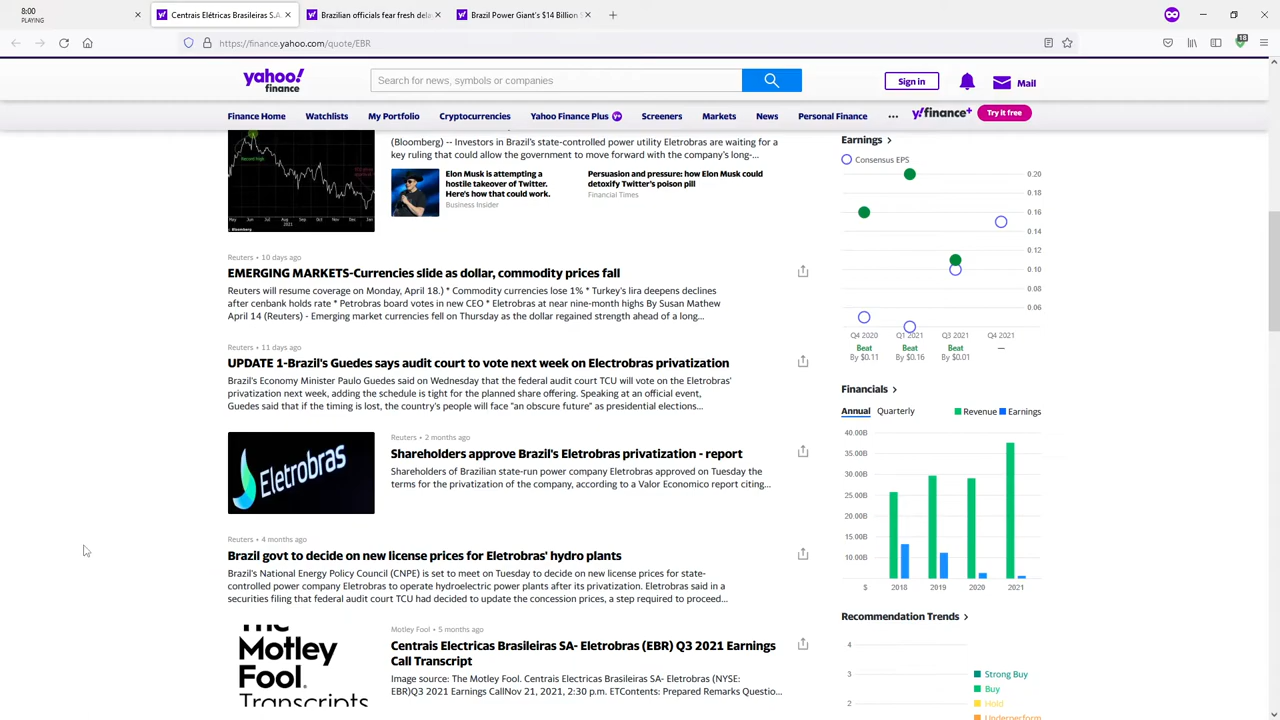 8:00
PLAYING
Centrais Elétricas Brasileiras S.A
Brazilian officials fear fresh dela
Brazil Power Giant's $14 Billion
https://finance.yahoo.com/quote/EBR
18
yahoo!
finance
Search for news, symbols or companies
Sign in
Mail
Finance Home
Watchlists
My Portfolio
Cryptocurrencies
Yahoo Finance Plus
Screeners
Markets
News
Personal Finance
...
y!finance+
Try it free
(Bloomberg) -- Investors in Brazil's state-controlled power utility Eletrobras are waiting for a
key ruling that could allow the government to move forward with the company's long-...
Record high
May Jun Jul Aug Sep Oct Nov Dec Jan
2021
Bloomberg
Elon Musk is attempting a
hostile takeover of Twitter.
Here's how that could work.
Business Insider
Persuasion and pressure: how Elon Musk could
detoxify Twitter's poison pill
Financial Times
Reuters • 10 days ago
EMERGING MARKETS-Currencies slide as dollar, commodity prices fall
Reuters will resume coverage on Monday, April 18.) * Commodity currencies lose 1% * Turkey's lira deepens declines
after cenbank holds rate * Petrobras board votes in new CEO * Eletrobras at near nine-month highs By Susan Mathew
April 14 (Reuters) - Emerging market currencies fell on Thursday as the dollar regained strength ahead of a long...
Reuters • 11 days ago
UPDATE 1-Brazil's Guedes says audit court to vote next week on Electrobras privatization
Brazil's Economy Minister Paulo Guedes said on Wednesday that the federal audit court TCU will vote on the Eletrobras'
privatization next week, adding the schedule is tight for the planned share offering. Speaking at an official event,
Guedes said that if the timing is lost, the country's people will face "an obscure future" as presidential elections...
Eletrobras
Reuters • 2 months ago
Shareholders approve Brazil's Eletrobras privatization - report
Shareholders of Brazilian state-run power company Eletrobras approved on Tuesday the
terms for the privatization of the company, according to a Valor Economico report citing...
Reuters • 4 months ago
Brazil govt to decide on new license prices for Eletrobras' hydro plants
Brazil's National Energy Policy Council (CNPE) is set to meet on Tuesday to decide on new license prices for state-
controlled power company Eletrobras to operate hydroelectric power plants after its privatization. Eletrobras said in a
securities filing that federal audit court TCU had decided to update the concession prices, a step required to proceed...
The
Motley
Fool.
Transcripts
Motley Fool • 5 months ago
Centrais Electricas Brasileiras SA- Eletrobras (EBR) Q3 2021 Earnings
Call Transcript
Image source: The Motley Fool. Centrais Electricas Brasileiras SA- Eletrobras (NYSE:
EBR)Q3 2021 Earnings CallNov 21, 2021, 2:30 p.m. ETContents: Prepared Remarks Questio...
Earnings
Consensus EPS
0.20
0.18
0.16
0.14
0.12
0.10
0.08
0.06
Q4 2020 Q1 2021 Q3 2021 Q4 2021
Beat Beat Beat —
By $0.11 By $0.16 By $0.01
Financials
Annual Quarterly Revenue Earnings
40.00B
35.00B
30.00B
25.00B
20.00B
15.00B
10.00B
$ 2018 2019 2020 2021
Recommendation Trends
4
3
2
Strong Buy
Buy
Hold
Underperform